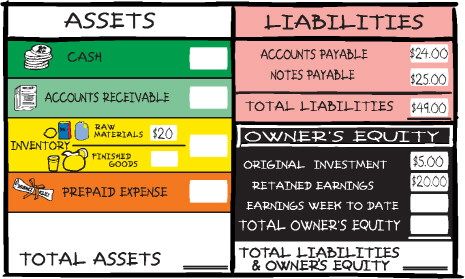 ASSETS
CASH
ACCOUNTS RECEIVABLE
INVENTORY
RAW MATERIALS $20
FINISHED GOODS
PREPAID EXPENSE
TOTAL ASSETS
LIABILITIES
ACCOUNTS PAYABLE $24.00
NOTES PAYABLE $25.00
TOTAL LIABILITIES $49.00
OWNER'S EQUITY
ORIGINAL INVESTMENT $5.00
RETAINED EARNINGS $20.00
EARNINGS WEEK TO DATE
TOTAL OWNER'S EQUITY
TOTAL LIABILITIES
& OWNER'S EQUITY